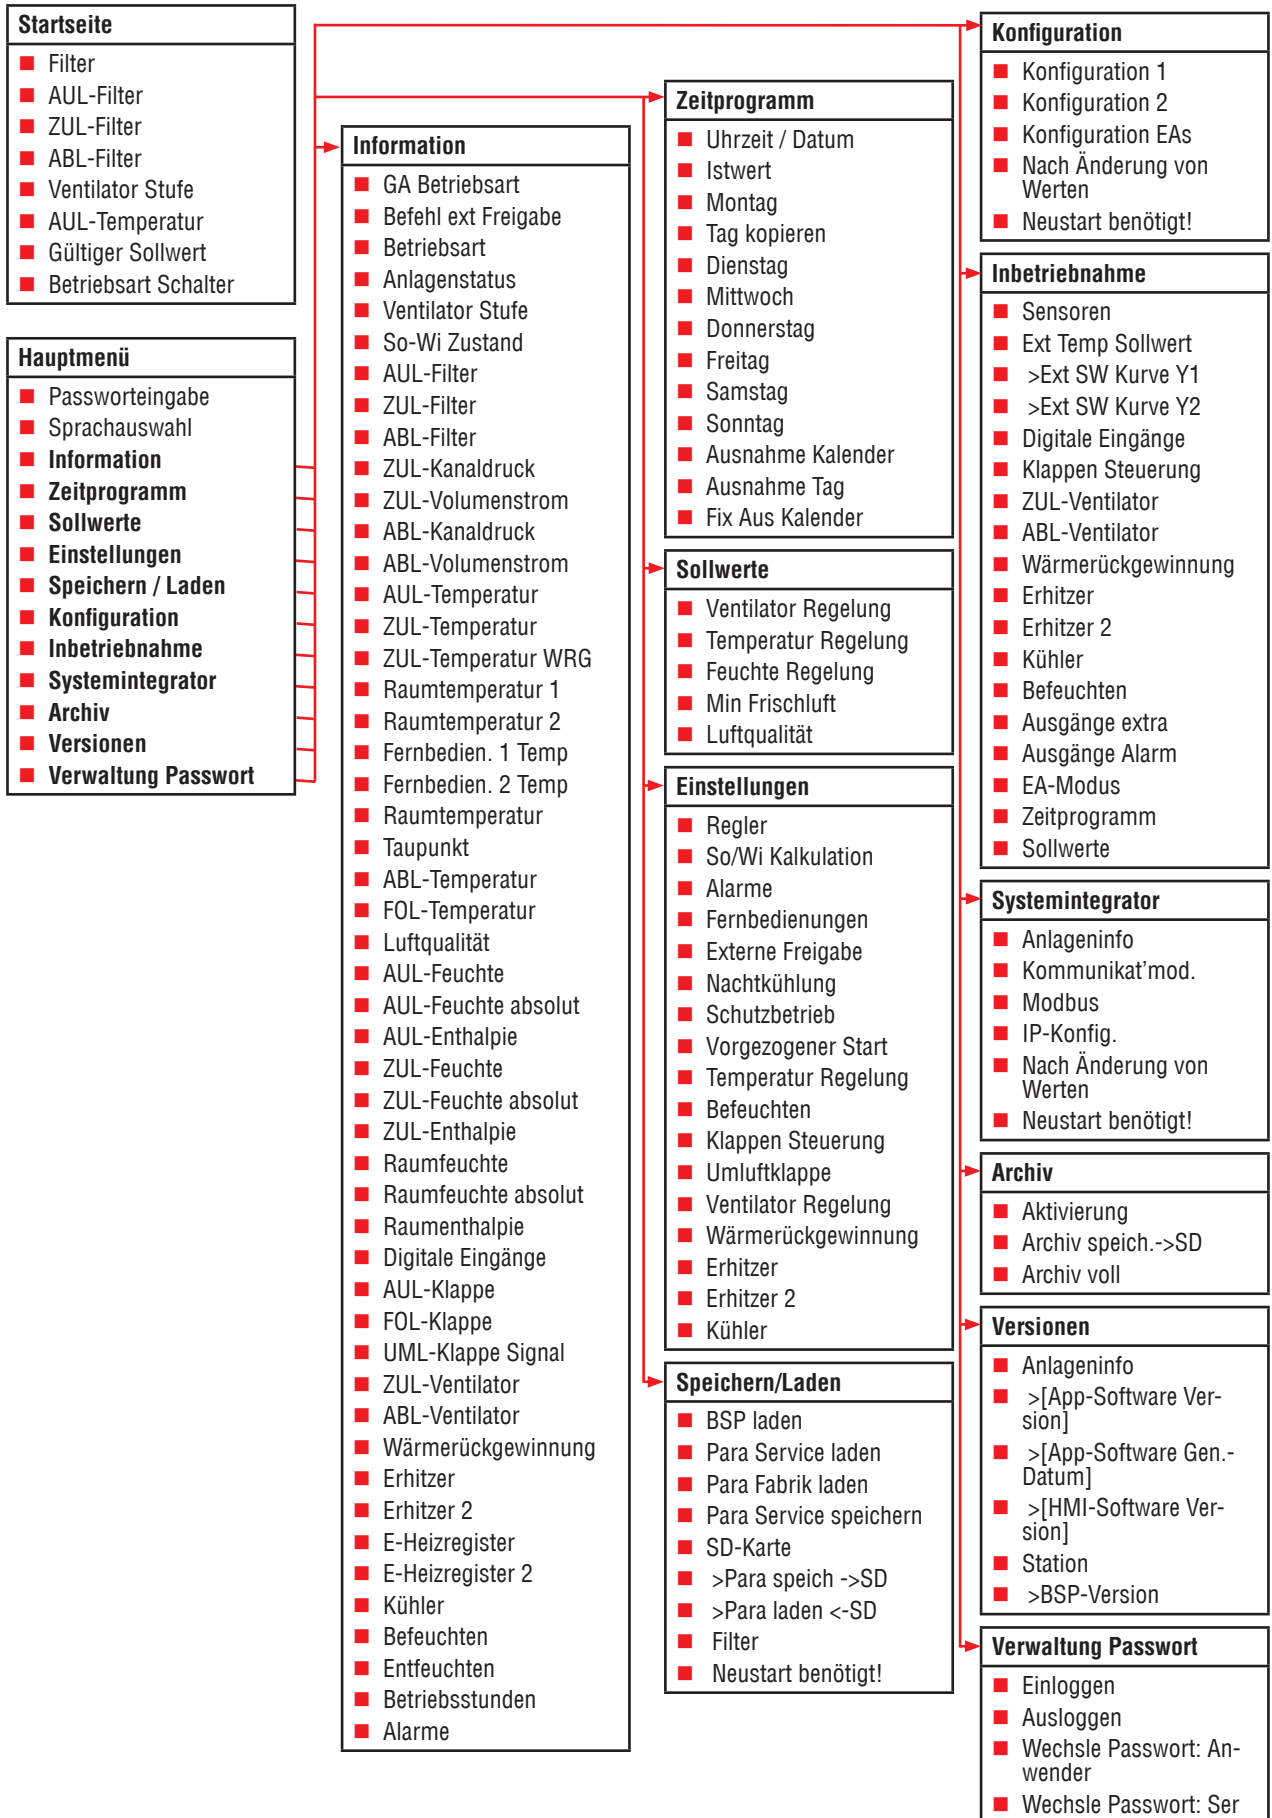 Startseite
Filter
AUL-Filter
ZUL-Filter
ABL-Filter
Ventilator Stufe
AUL-Temperatur
Gültiger Sollwert
Betriebsart Schalter
Hauptmenü
Passworteingabe
Sprachauswahl
Information
Zeitprogramm
Sollwerte
Einstellungen
Speichern / Laden
Konfiguration
Inbetriebnahme
Systemintegrator
Archiv
Versionen
Verwaltung Passwort
Information
GA Betriebsart
Befehl ext Freigabe
Betriebsart
Anlagenstatus
Ventilator Stufe
So-Wi Zustand
AUL-Filter
ZUL-Filter
ABL-Filter
ZUL-Kanaldruck
ZUL-Volumenstrom
ABL-Kanaldruck
ABL-Volumenstrom
AUL-Temperatur
ZUL-Temperatur
ZUL-Temperatur WRG
Raumtemperatur 1
Raumtemperatur 2
Fernbedien. 1 Temp
Fernbedien. 2 Temp
Raumtemperatur
Taupunkt
ABL-Temperatur
FOL-Temperatur
Luftqualität
AUL-Feuchte
AUL-Feuchte absolut
AUL-Enthalpie
ZUL-Feuchte
ZUL-Feuchte absolut
ZUL-Enthalpie
Raumfeuchte
Raumfeuchte absolut
Raumenthalpie
Digitale Eingänge
AUL-Klappe
FOL-Klappe
UML-Klappe Signal
ZUL-Ventilator
ABL-Ventilator
Wärmerückgewinnung
Erhitzer
Erhitzer 2
E-Heizregister
E-Heizregister 2
Kühler
Befeuchten
Entfeuchten
Betriebsstunden
Alarme
Zeitprogramm
Uhrzeit / Datum
Istwert
Montag
Tag kopieren
Dienstag
Mittwoch
Donnerstag
Freitag
Samstag
Sonntag
Ausnahme Kalender
Ausnahme Tag
Fix Aus Kalender
Sollwerte
Ventilator Regelung
Temperatur Regelung
Feuchte Regelung
Min Frischluft
Luftqualität
Einstellungen
Regler
So/Wi Kalkulation
Alarme
Fernbedienungen
Externe Freigabe
Nachtkühlung
Schutzbetrieb
Vorgezogener Start
Temperatur Regelung
Befeuchten
Klappen Steuerung
Umluftklappe
Ventilator Regelung
Wärmerückgewinnung
Erhitzer
Erhitzer 2
Kühler
Speichern/Laden
BSP laden
Para Service laden
Para Fabrik laden
Para Service speichern
SD-Karte
>Para speich ->SD
>Para laden <-SD
Filter
Neustart benötigt!
Konfiguration
Konfiguration 1
Konfiguration 2
Konfiguration EAs
Nach Änderung von
Werten
Neustart benötigt!
Inbetriebnahme
Sensoren
Ext Temp Sollwert
>Ext SW Kurve Y1
>Ext SW Kurve Y2
Digitale Eingänge
Klappen Steuerung
ZUL-Ventilator
ABL-Ventilator
Wärmerückgewinnung
Erhitzer
Erhitzer 2
Kühler
Befeuchten
Ausgänge extra
Ausgänge Alarm
EA-Modus
Zeitprogramm
Sollwerte
Systemintegrator
Anlageninfo
Kommunikat’mod.
Modbus
IP-Konfig.
Nach Änderung von
Werten
Neustart benötigt!
Archiv
Aktivierung
Archiv speich.->SD
Archiv voll
Versionen
Anlageninfo
>[App-Software Ver-
sion]
>[App-Software Gen.-
Datum]
>[HMI-Software Ver-
sion]
Station
>BSP-Version
Verwaltung Passwort
Einloggen
Ausloggen
Wechsle Passwort: An-
wender
Wechsle Passwort: Ser